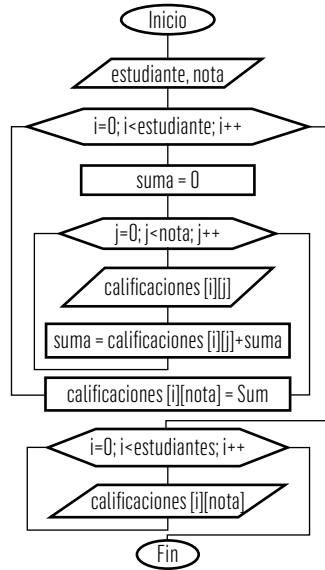 Inicio
estudiante, nota
i=0; i<estudiante; i++
suma = 0
j=0; j<nota; j++
calificaciones [i][j]
suma = calificaciones [i][j]+suma
calificaciones [i][nota] = Sum
i=0; i<estudiantes; i++
calificaciones [i][nota]
Fin